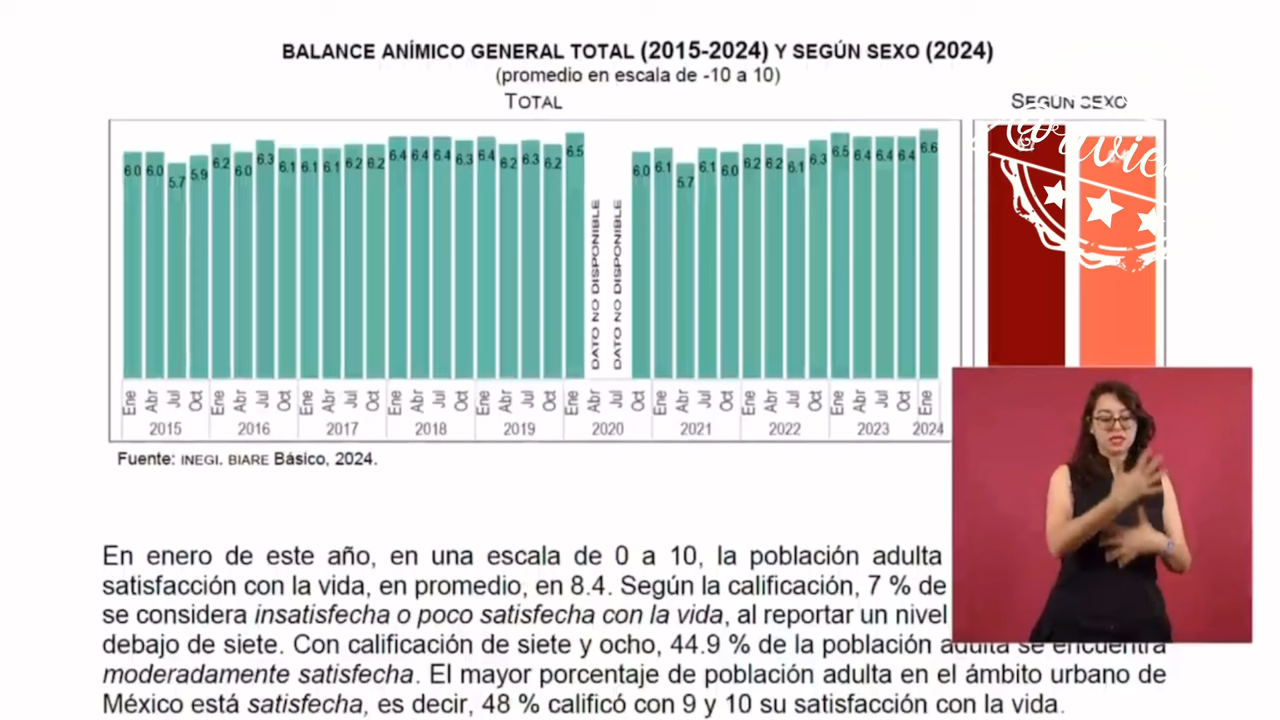 BALANCE ANÍMICO GENERAL TOTAL (2015-2024) Y SEGÚN SEXO (2024)
(promedio en escala de -10 a 10)
TOTAL
SEGÚN SEXO
6.0 6.0 5.7 5.9 6.2 6.0 6.3 6.1 6.1 6.1 6.2 6.2 6.4 6.4 6.4 6.3 6.4 6.2 6.3 6.2 6.5 6.0 6.1 5.7 6.1 6.0 6.2 6.2 6.1 6.3 6.5 6.4 6.4 6.4 6.6
DATO NO DISPONIBLE
DATO NO DISPONIBLE
Ene Abr Jul Oct Ene Abr Jul Oct Ene Abr Jul Oct Ene Abr Jul Oct Ene Abr Jul Oct Ene Abr Jul Oct Ene Abr Jul Oct Ene Abr Jul Oct Ene Abr Jul Oct Ene
2015 2016 2017 2018 2019 2020 2021 2022 2023 2024
Fuente: INEGI. BIARE Básico, 2024.
En enero de este año, en una escala de 0 a 10, la población adulta
satisfacción con la vida, en promedio, en 8.4. Según la calificación, 7 % de
se considera insatisfecha o poco satisfecha con la vida, al reportar un nivel
debajo de siete. Con calificación de siete y ocho, 44.9 % de la población adulta se encuentra
moderadamente satisfecha. El mayor porcentaje de población adulta en el ámbito urbano de
México está satisfecha, es decir, 48 % calificó con 9 y 10 su satisfacción con la vida.